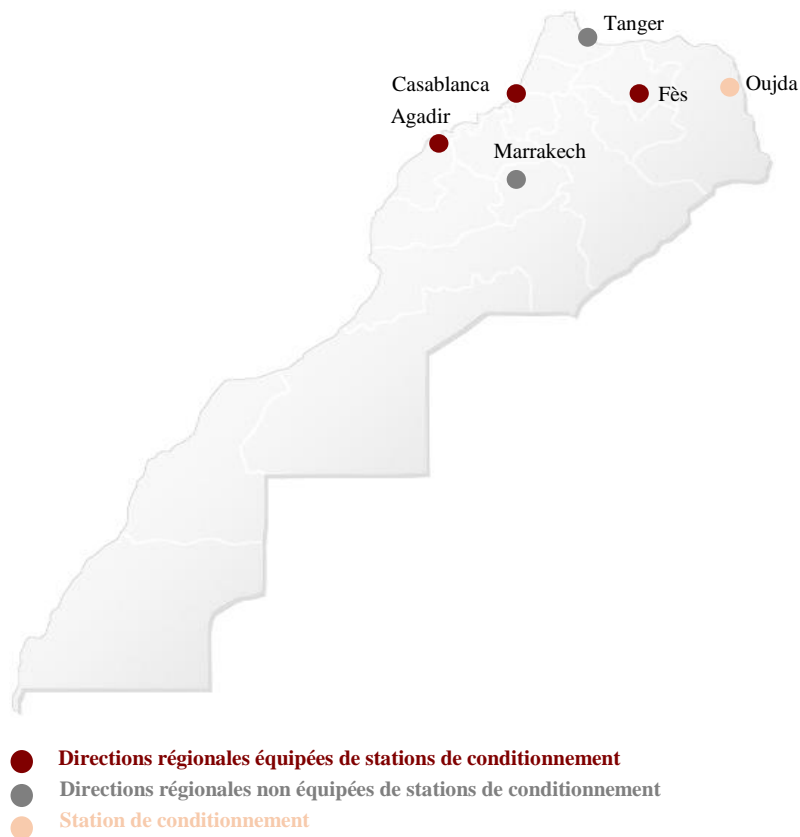 Tanger
Casablanca
Oujda
Fès
Agadir
Marrakech
Directions régionales équipées de stations de conditionnement
Directions régionales non équipées de stations de conditionnement
Station de conditionnement